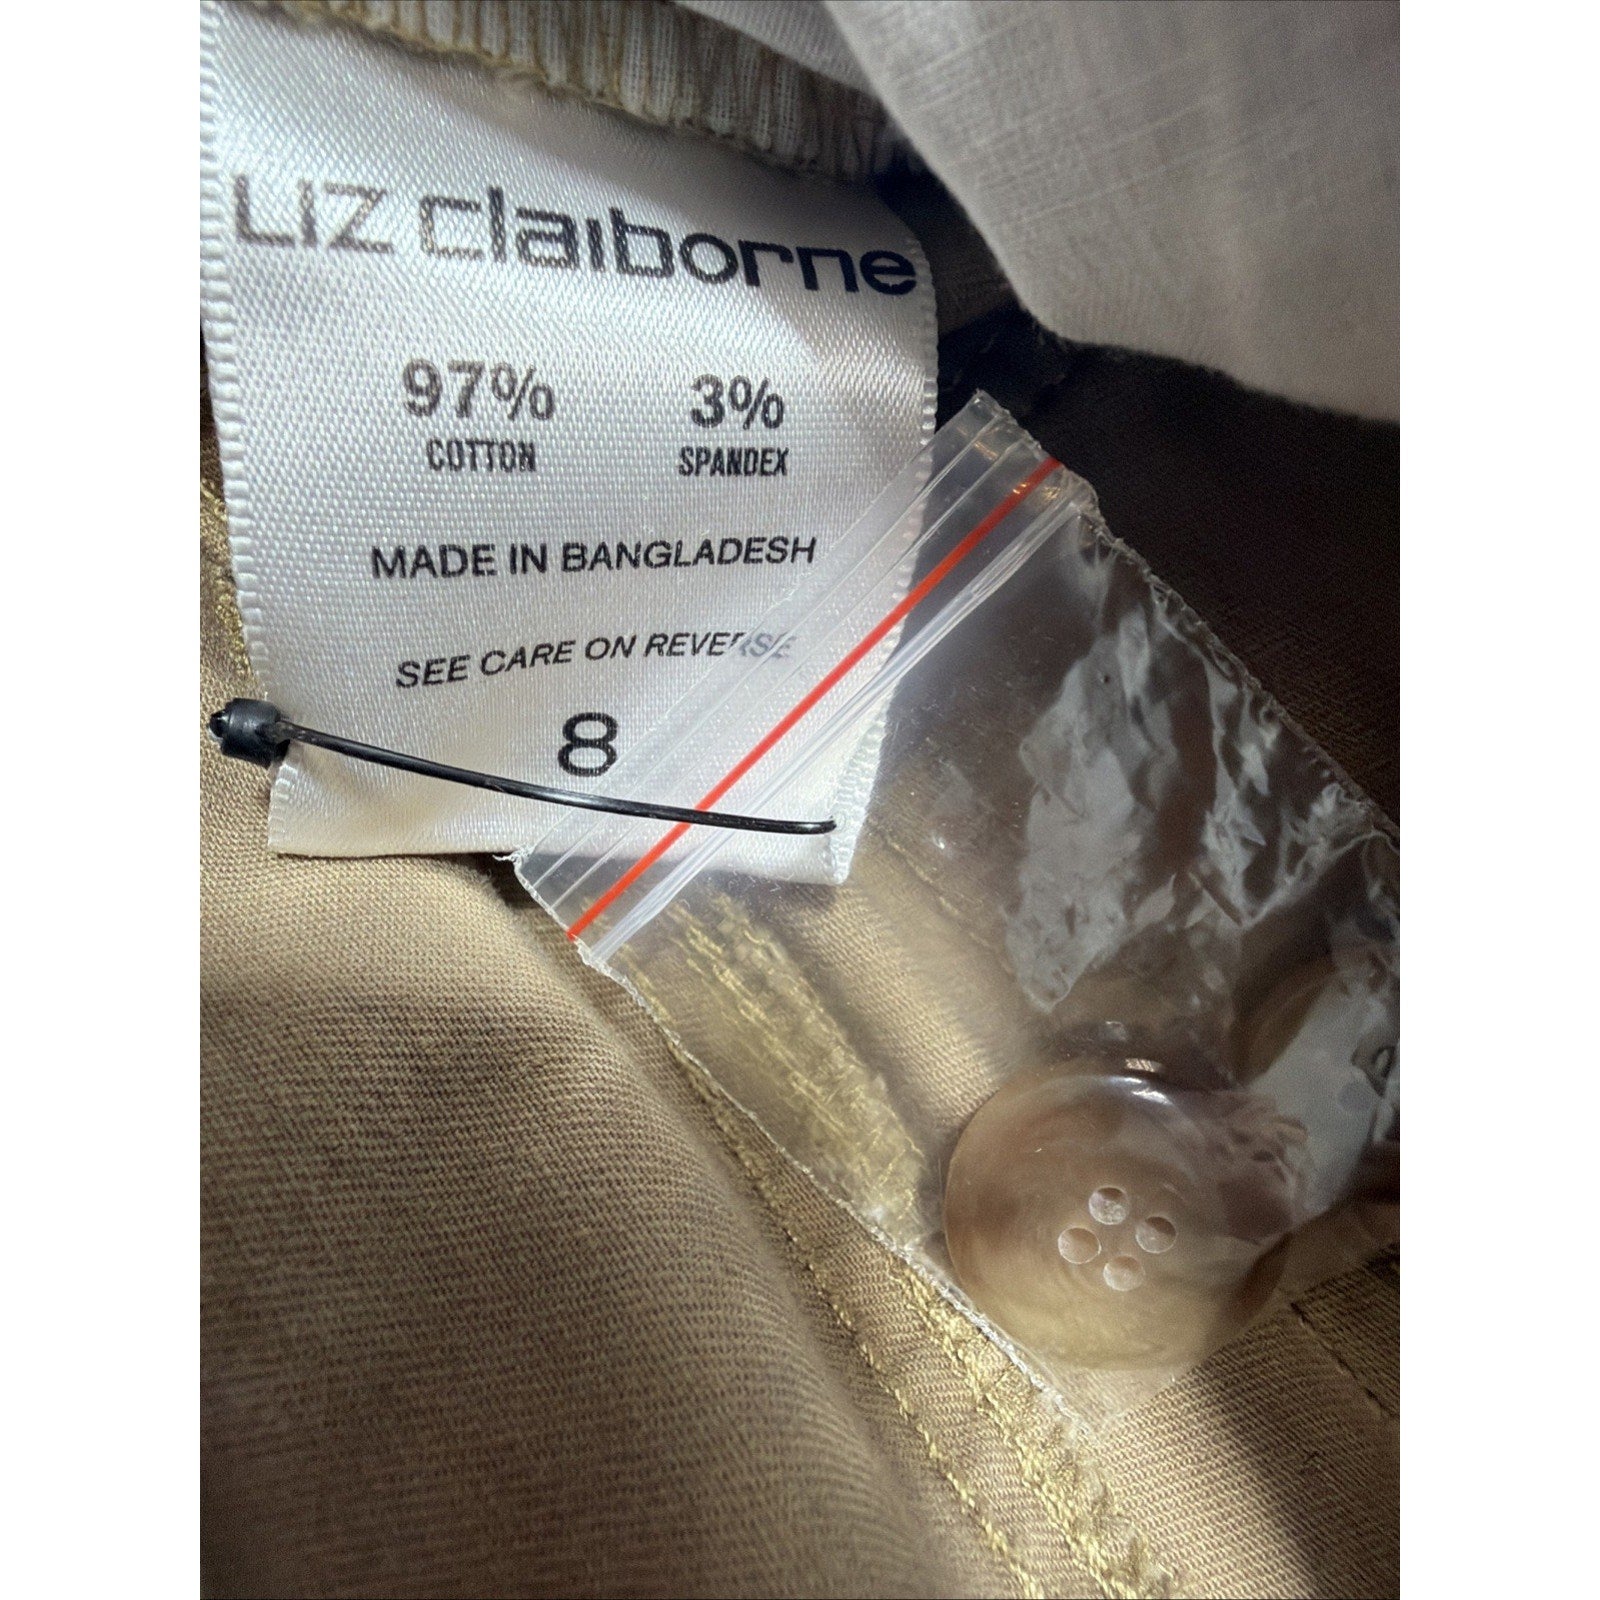 LIZ claiborne
97% 3%
COTTON SPANDEX
MADE IN BANGLADESH
SEE CARE ON REVERSE
8